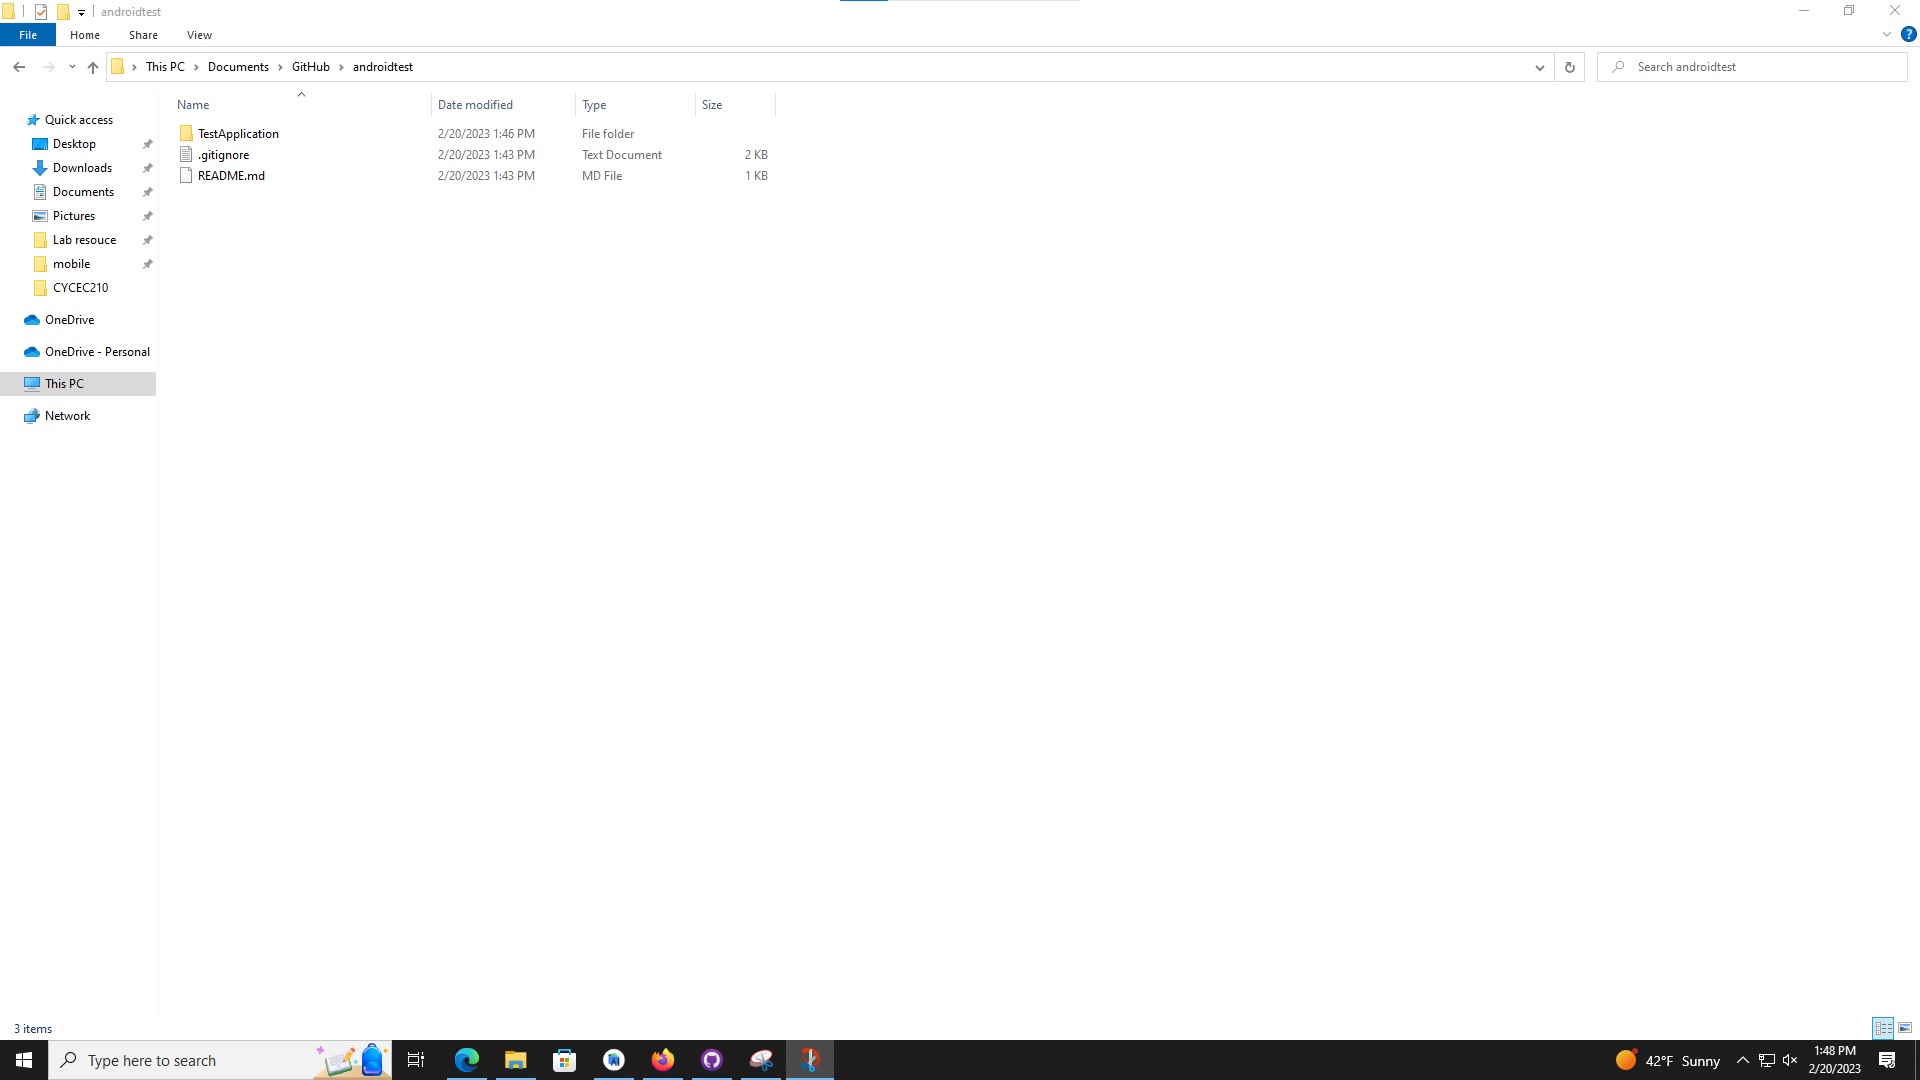 androidtest
File Home Share View
This PC Documents GitHub androidtest Search androidtest
Name Date modified Type Size
Quick access
Desktop
Downloads
Documents
Pictures
Lab resouce
mobile
CYCEC210
OneDrive
OneDrive - Personal
This PC
Network
TestApplication 2/20/2023 1:46 PM File folder
.gitignore 2/20/2023 1:43 PM Text Document 2 KB
README.md 2/20/2023 1:43 PM MD File 1 KB
3 items
Type here to search
42°F Sunny
1:48 PM
2/20/2023